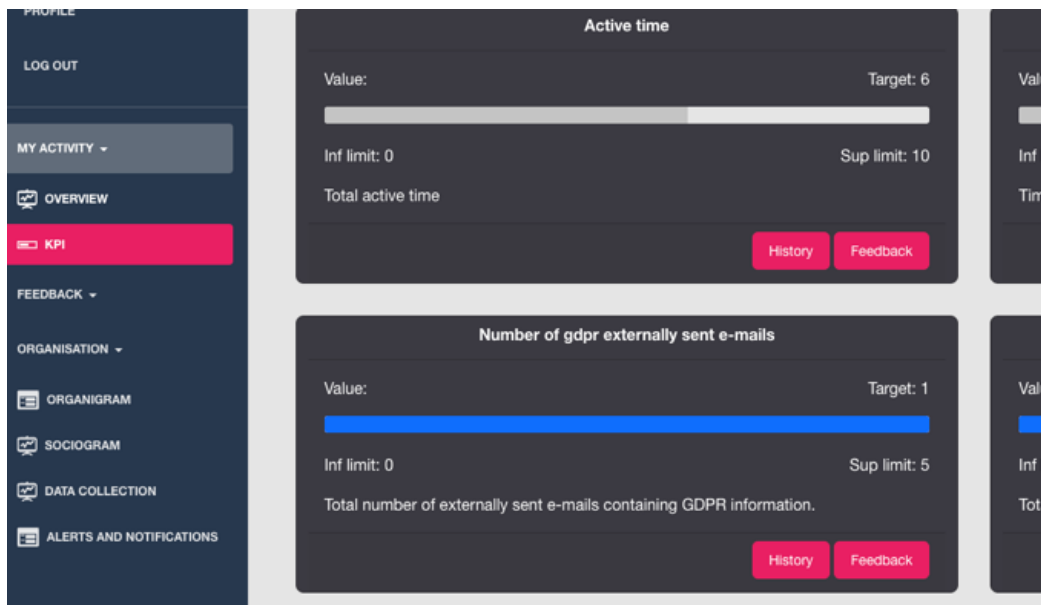 PROFILE
LOG OUT
MY ACTIVITY
OVERVIEW
KPI
FEEDBACK
ORGANISATION
ORGANIGRAM
SOCIOGRAM
DATA COLLECTION
ALERTS AND NOTIFICATIONS
Active time
Value: Target: 6
Inf limit: 0 Sup limit: 10
Total active time
History Feedback
Number of gdpr externally sent e-mails
Value: Target: 1
Inf limit: 0 Sup limit: 5
Total number of externally sent e-mails containing GDPR information.
History Feedback
Inf
Inf